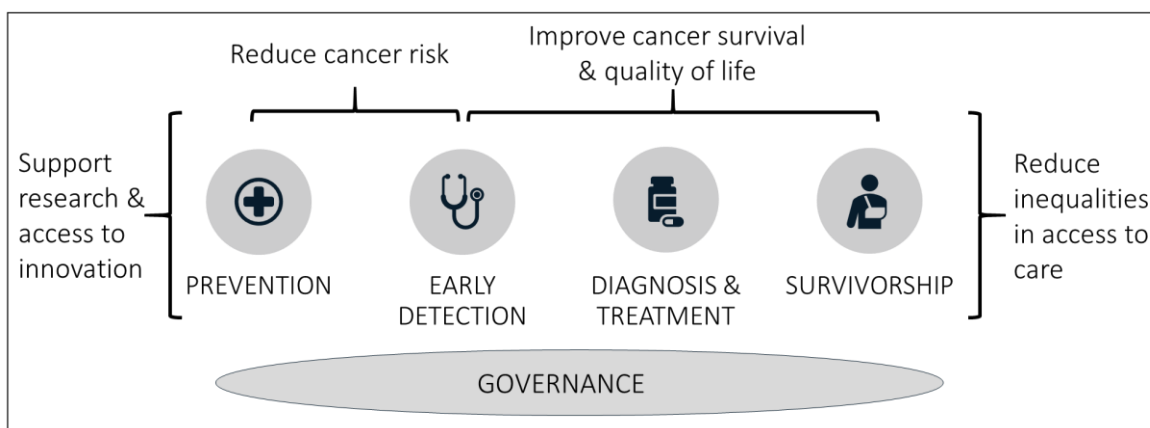 Reduce cancer risk
Improve cancer survival
& quality of life
Support
research &
access to
innovation
PREVENTION
EARLY
DETECTION
DIAGNOSIS &
TREATMENT
SURVIVORSHIP
Reduce
inequalities
in access to
care
GOVERNANCE